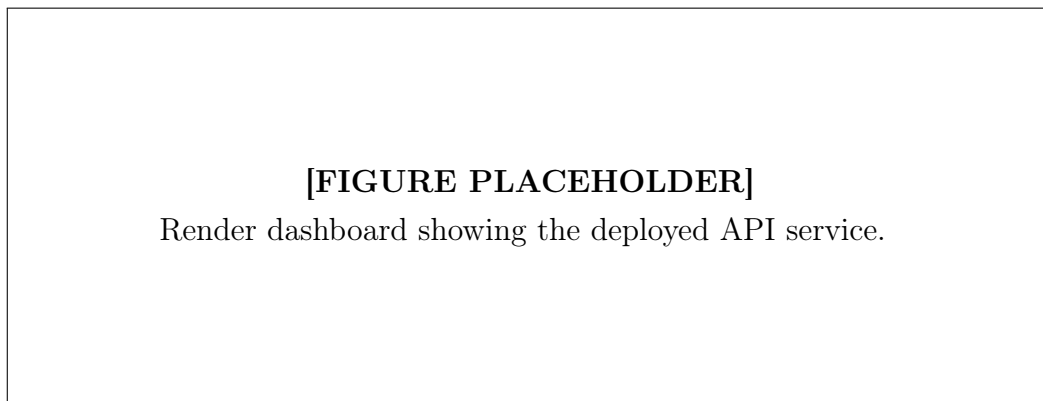 [FIGURE PLACEHOLDER]
Render dashboard showing the deployed API service.